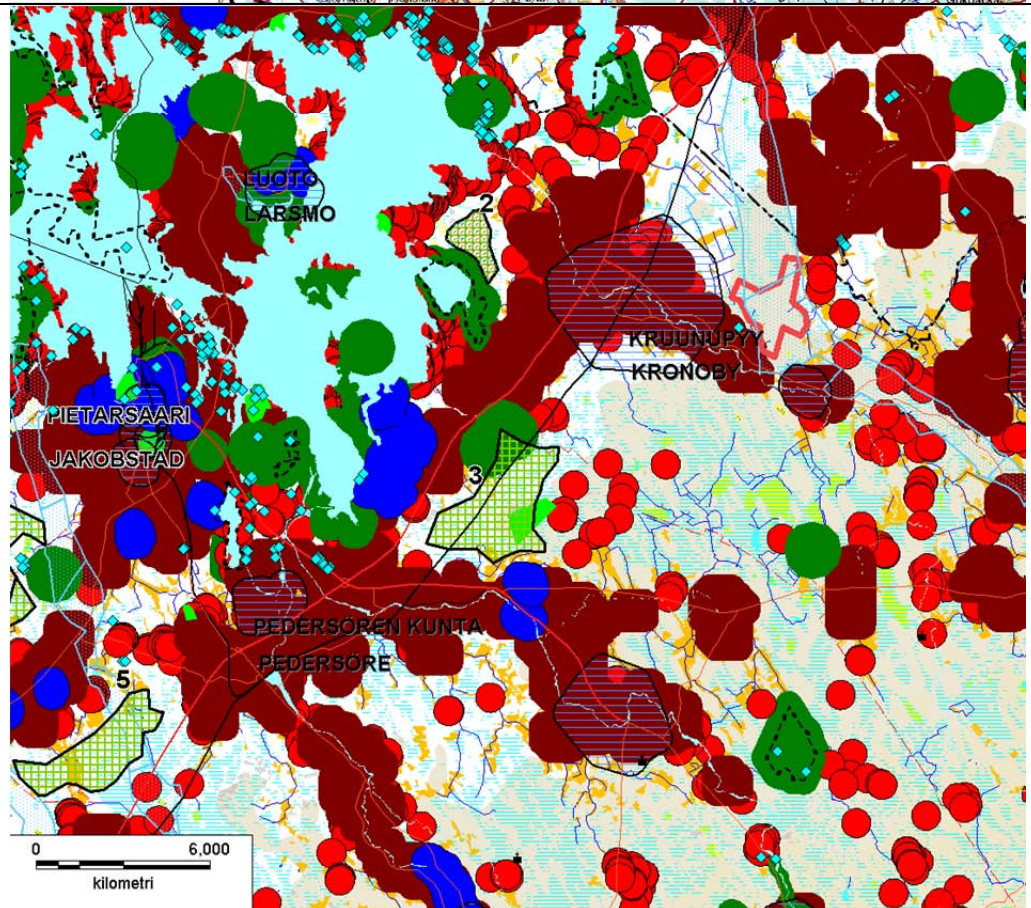 LUOTO
LARSMO
2
KRUUNUPYY
KRONOBY
PIETARSAARI
JAKOBSTAD
3
PEDERSÖREN KUNTA
PEDERSÖRE
5
0 6,000
kilometri